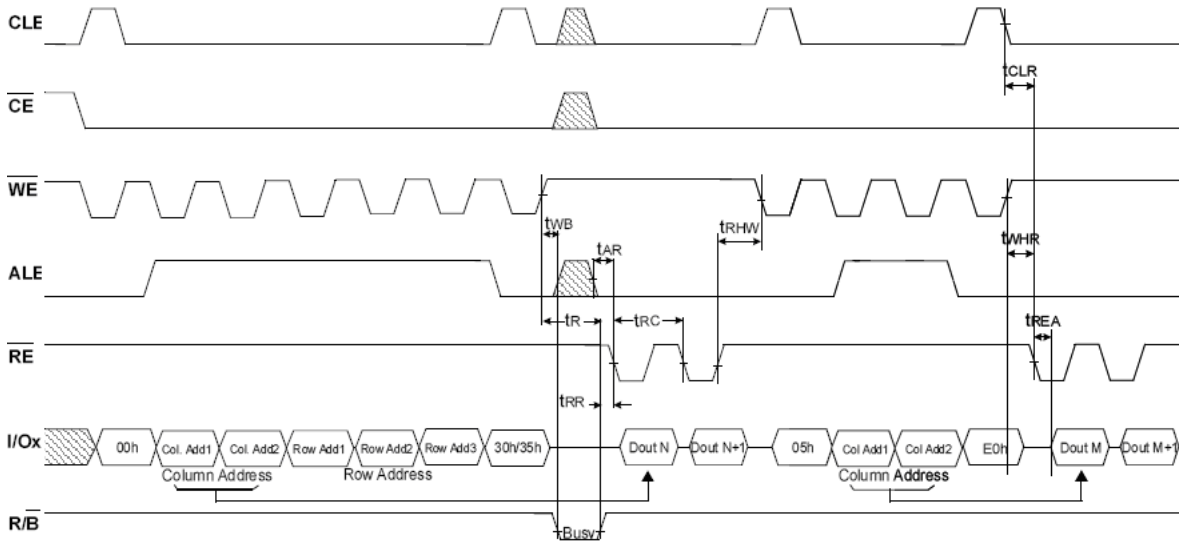 CLE
tCLR
CE
WE
tWB
tAR
tRHW
tWHR
ALE
tR
tRC
tREA
RE
tRR
I/Ox
00h
Col. Add1
Col. Add2
Row Add1
Row Add2
Row Add3
30h/35h
Dout N
Dout N+1
05h
Col Add1
Col Add2
E0h
Dout M
Dout M+1
Column Address
Row Address
Column Address
R/B
Busy